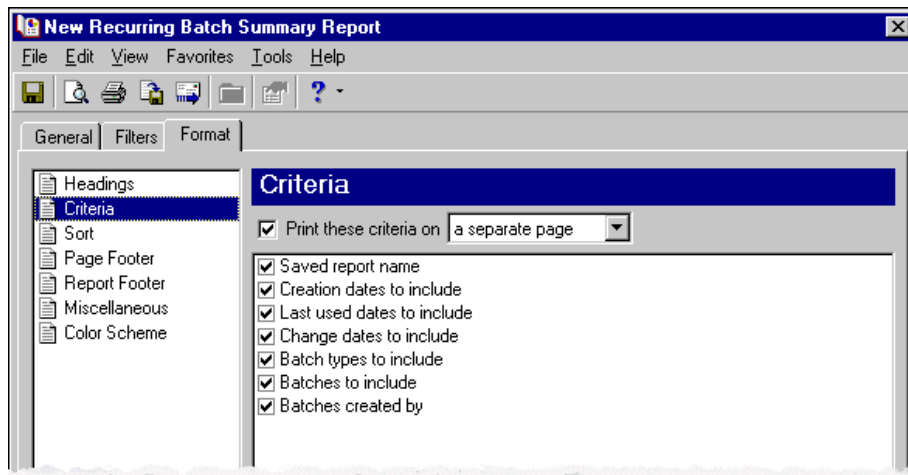 New Recurring Batch Summary Report
File Edit View Favorites Tools Help
General Filters Format
Headings
Criteria
Sort
Page Footer
Report Footer
Miscellaneous
Color Scheme
Criteria
Print these criteria on a separate page
Saved report name
Creation dates to include
Last used dates to include
Change dates to include
Batch types to include
Batches to include
Batches created by